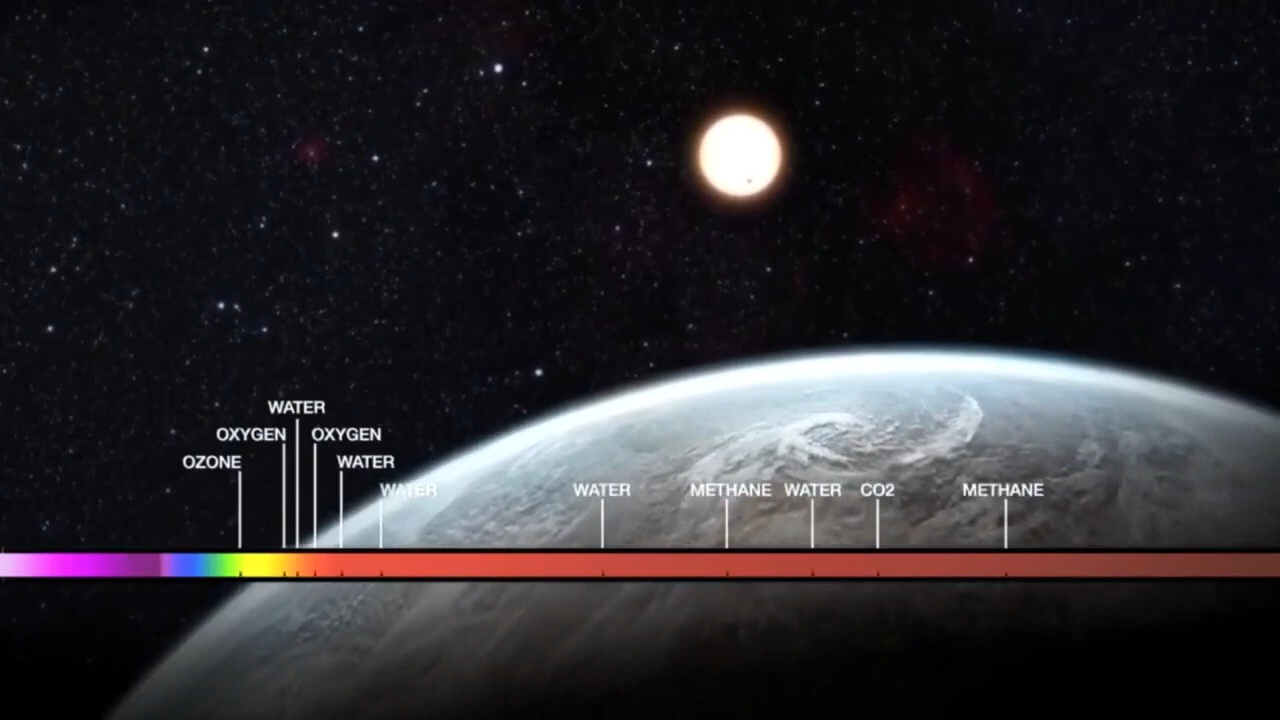 WATER
OXYGEN OXYGEN
OZONE WATER
WATER WATER METHANE WATER CO2 METHANE